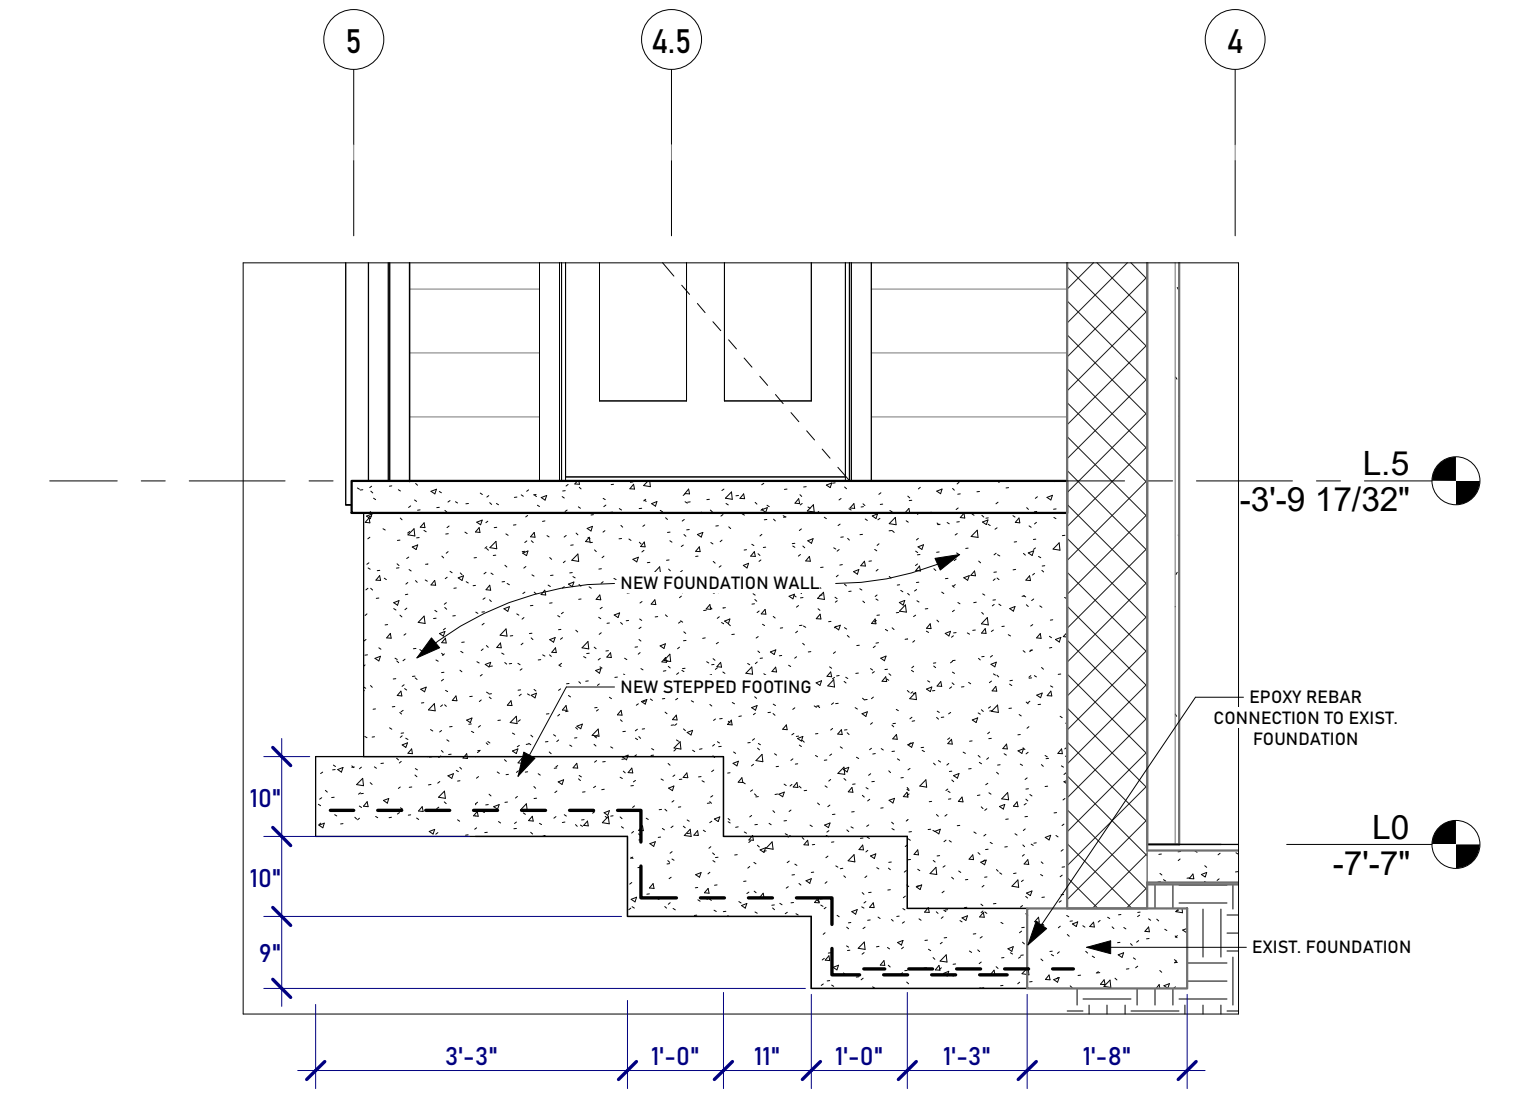 5
4.5
4
L.5
-3'-9 17/32"
NEW FOUNDATION WALL
NEW STEPPED FOOTING
EPOXY REBAR
CONNECTION TO EXIST.
FOUNDATION
10"
L0
-7'-7"
10"
9"
EXIST. FOUNDATION
3'-3"
1'-0"
11"
1'-0"
1'-3"
1'-8"